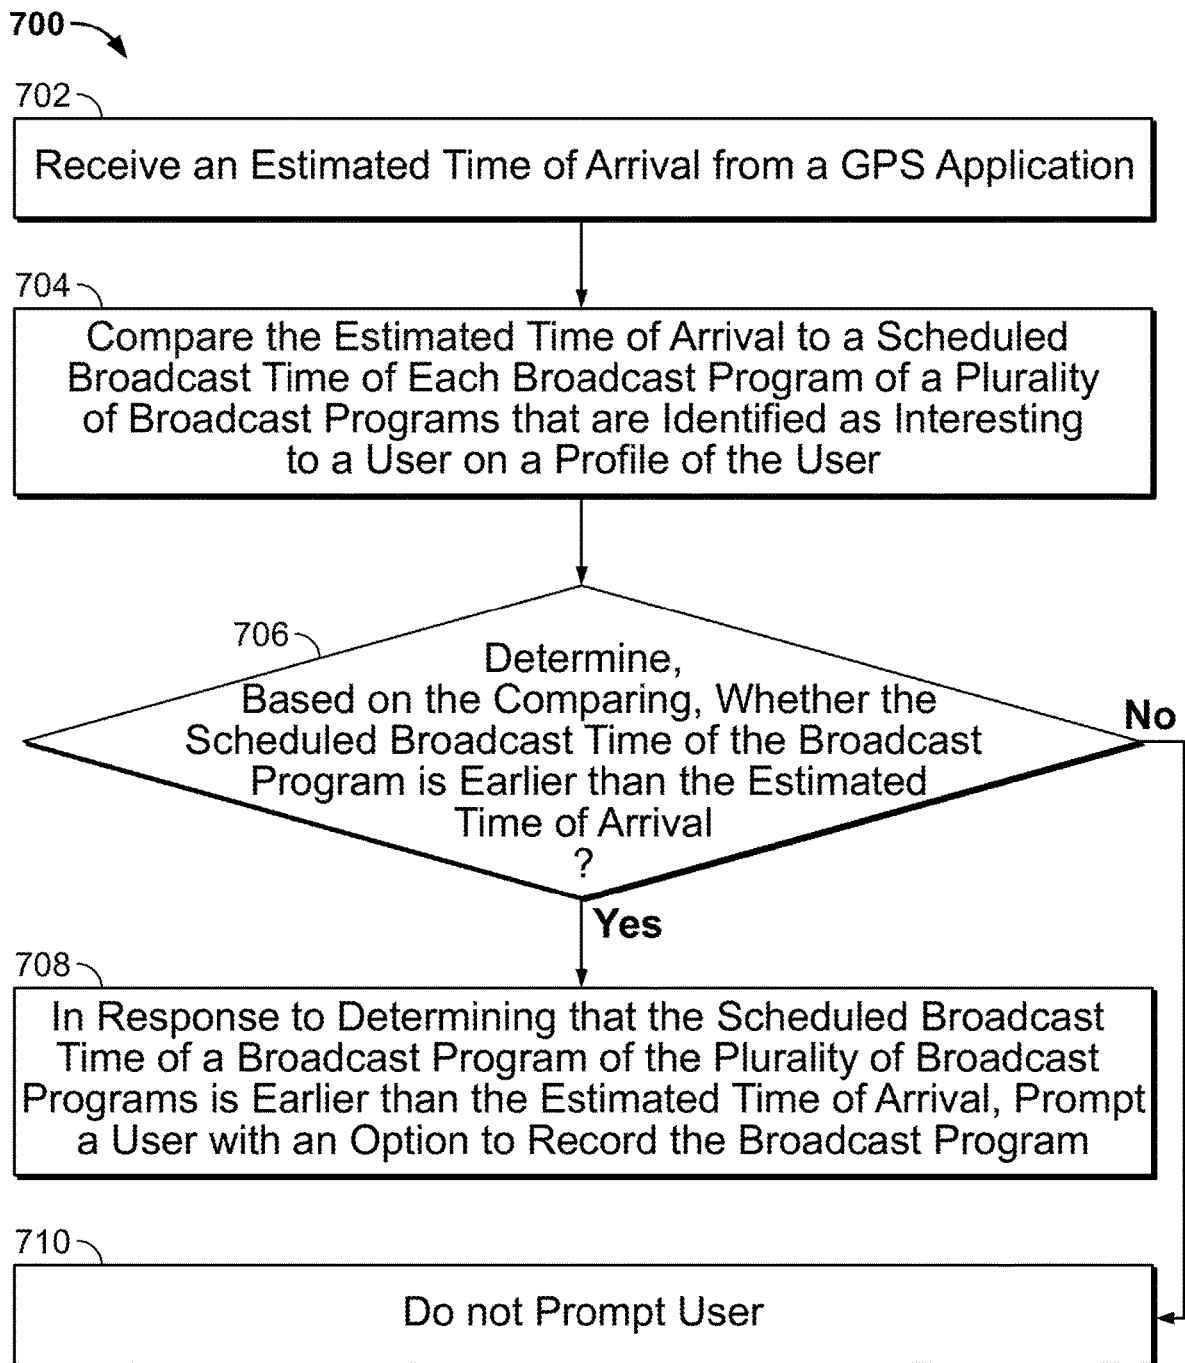 700
702
Receive an Estimated Time of Arrival from a GPS Application
704
Compare the Estimated Time of Arrival to a Scheduled
Broadcast Time of Each Broadcast Program of a Plurality
of Broadcast Programs that are Identified as Interesting
to a User on a Profile of the User
706
Determine,
Based on the Comparing, Whether the
Scheduled Broadcast Time of the Broadcast
Program is Earlier than the Estimated
Time of Arrival
?
No
Yes
708
In Response to Determining that the Scheduled Broadcast
Time of a Broadcast Program of the Plurality of Broadcast
Programs is Earlier than the Estimated Time of Arrival, Prompt
a User with an Option to Record the Broadcast Program
710
Do not Prompt User